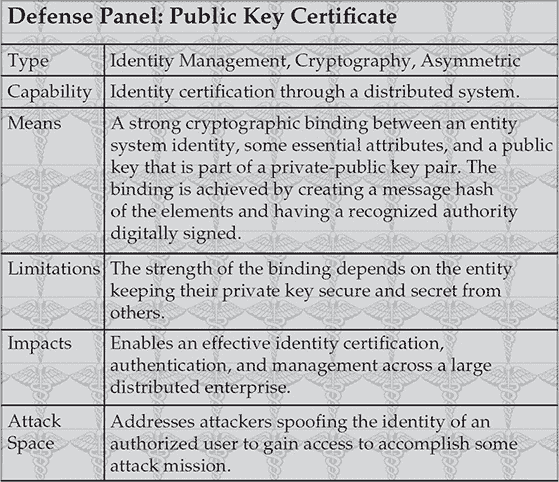 Defense Panel: Public Key Certificate
Type Identity Management, Cryptography, Asymmetric
Capability Identity certification through a distributed system.
Means A strong cryptographic binding between an entity
system identity, some essential attributes, and a public
key that is part of a private-public key pair. The
binding is achieved by creating a message hash
of the elements and having a recognized authority
digitally signed.
Limitations The strength of the binding depends on the entity
keeping their private key secure and secret from
others.
Impacts Enables an effective identity certification,
authentication, and management across a large
distributed enterprise.
Attack Addresses attackers spoofing the identity of an
Space authorized user to gain access to accomplish some
attack mission.